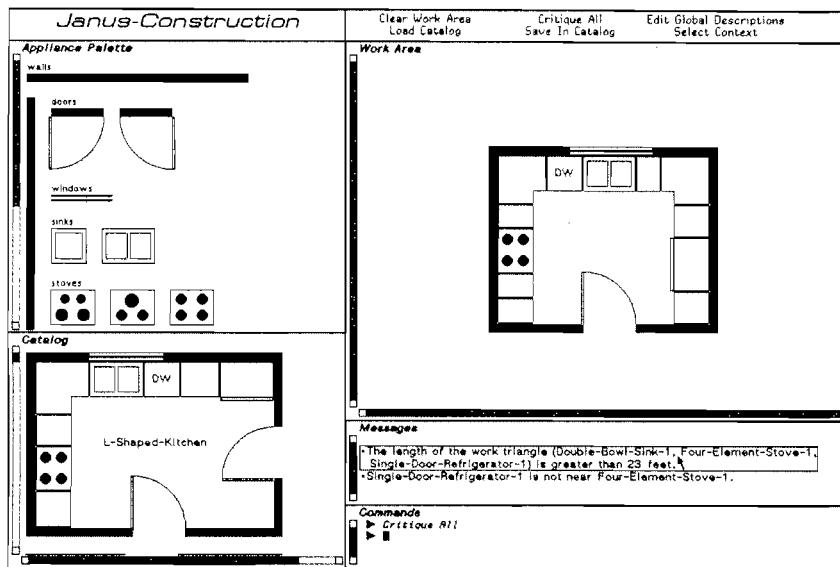 Janus-Construction
Clear Work Area
Critique All
Edit Global Descriptions
Load Catalog
Save In Catalog
Select Context
Appliance Palette
walls
doors
windows
sinks
stoves
Work Area
DW
Catalog
DW
L-Shaped-Kitchen
Messages
•The length of the work triangle (Double-Bowl-Sink-1, Four-Element-Stove-1,
Single-Door-Refrigerator-1) is greater than 23 feet.
•Single-Door-Refrigerator-1 is not near Four-Element-Stove-1.
Commands
Critique All